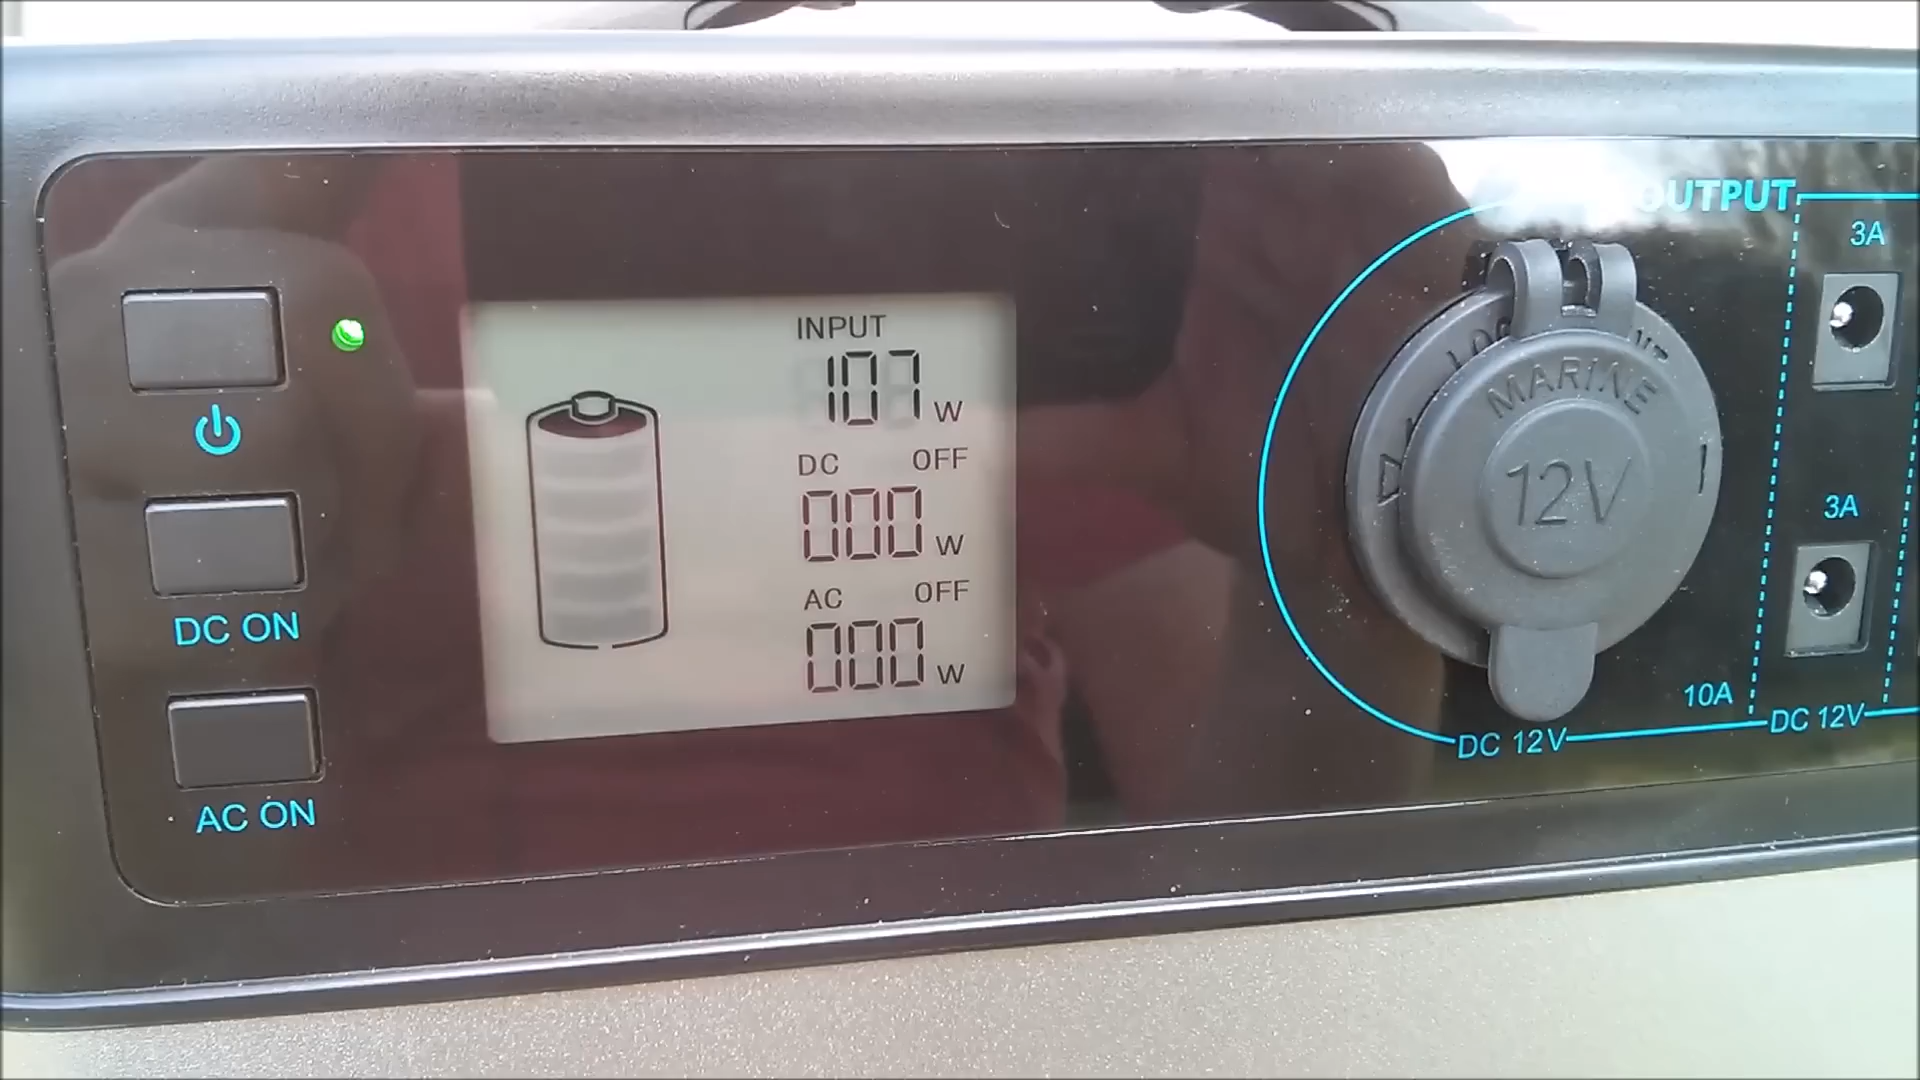 INPUT
107 W
DC OFF
000 W
AC OFF
000 W
DC ON
AC ON
OUTPUT
3A
MARINE
12V
3A
10A
DC 12V
DC 12V